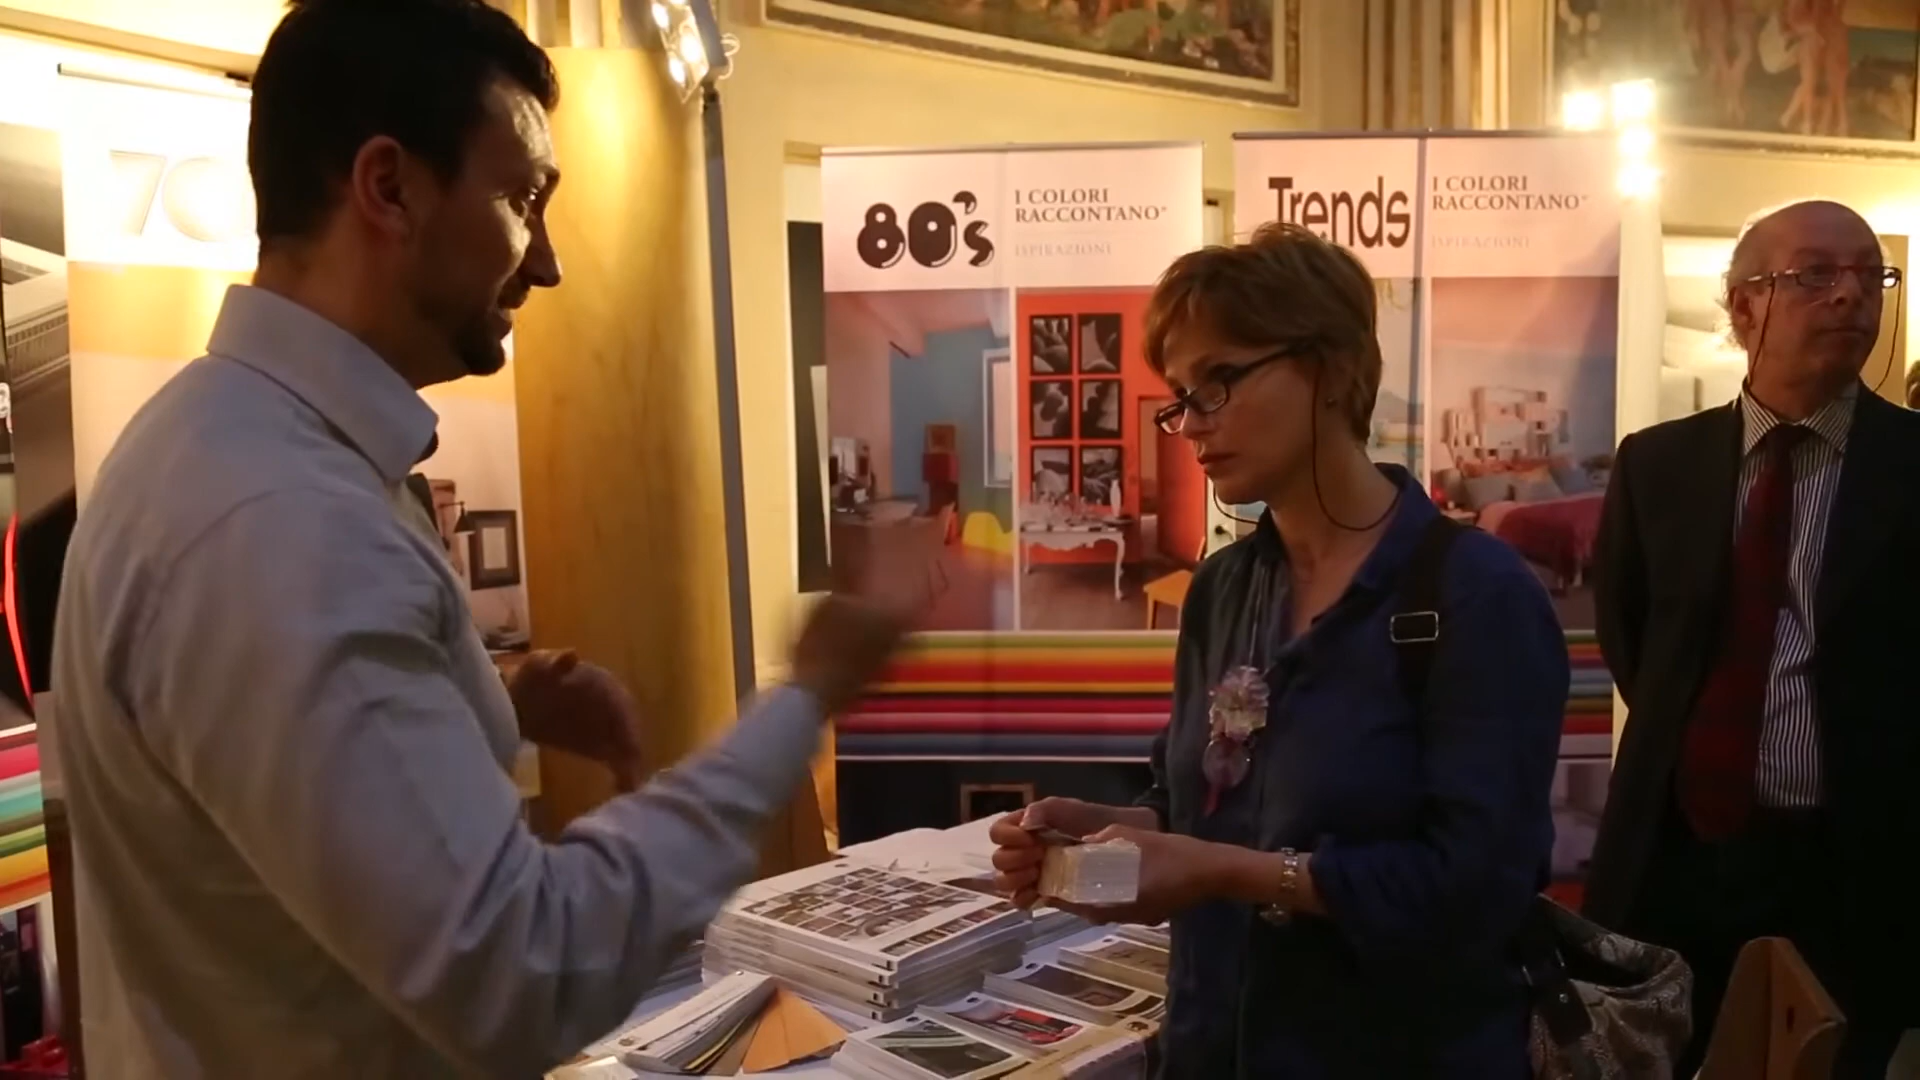 70
80's
I COLORI
RACCONTANO®
ISPIRAZIONI
Trends
I COLORI
RACCONTANO®
ISPIRAZIONI